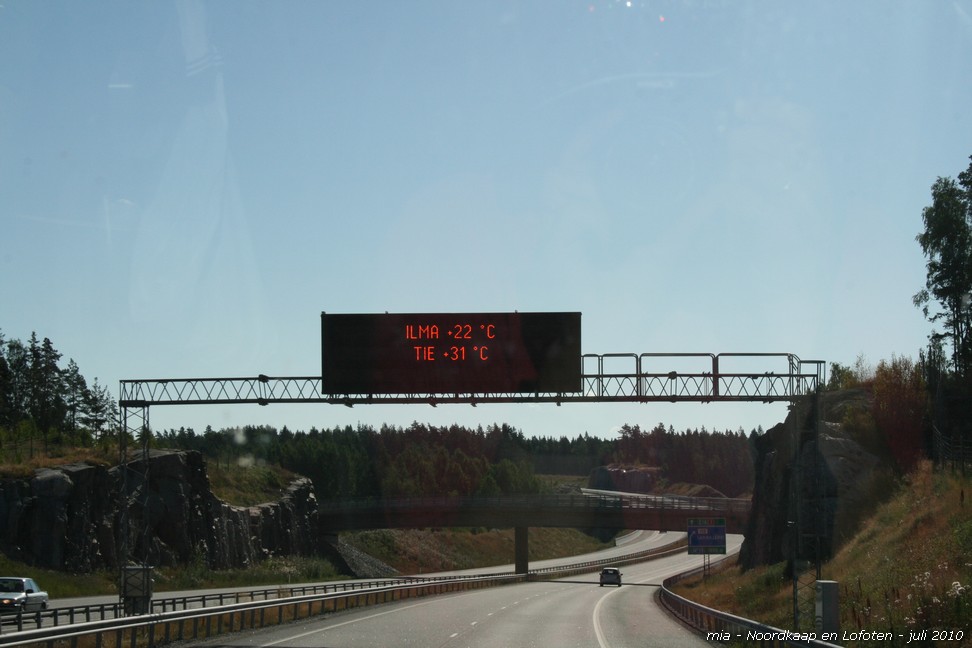 ILMA +22 °C
TIE +31 °C
mia - Noordkaap en Lofoten - juli 2010